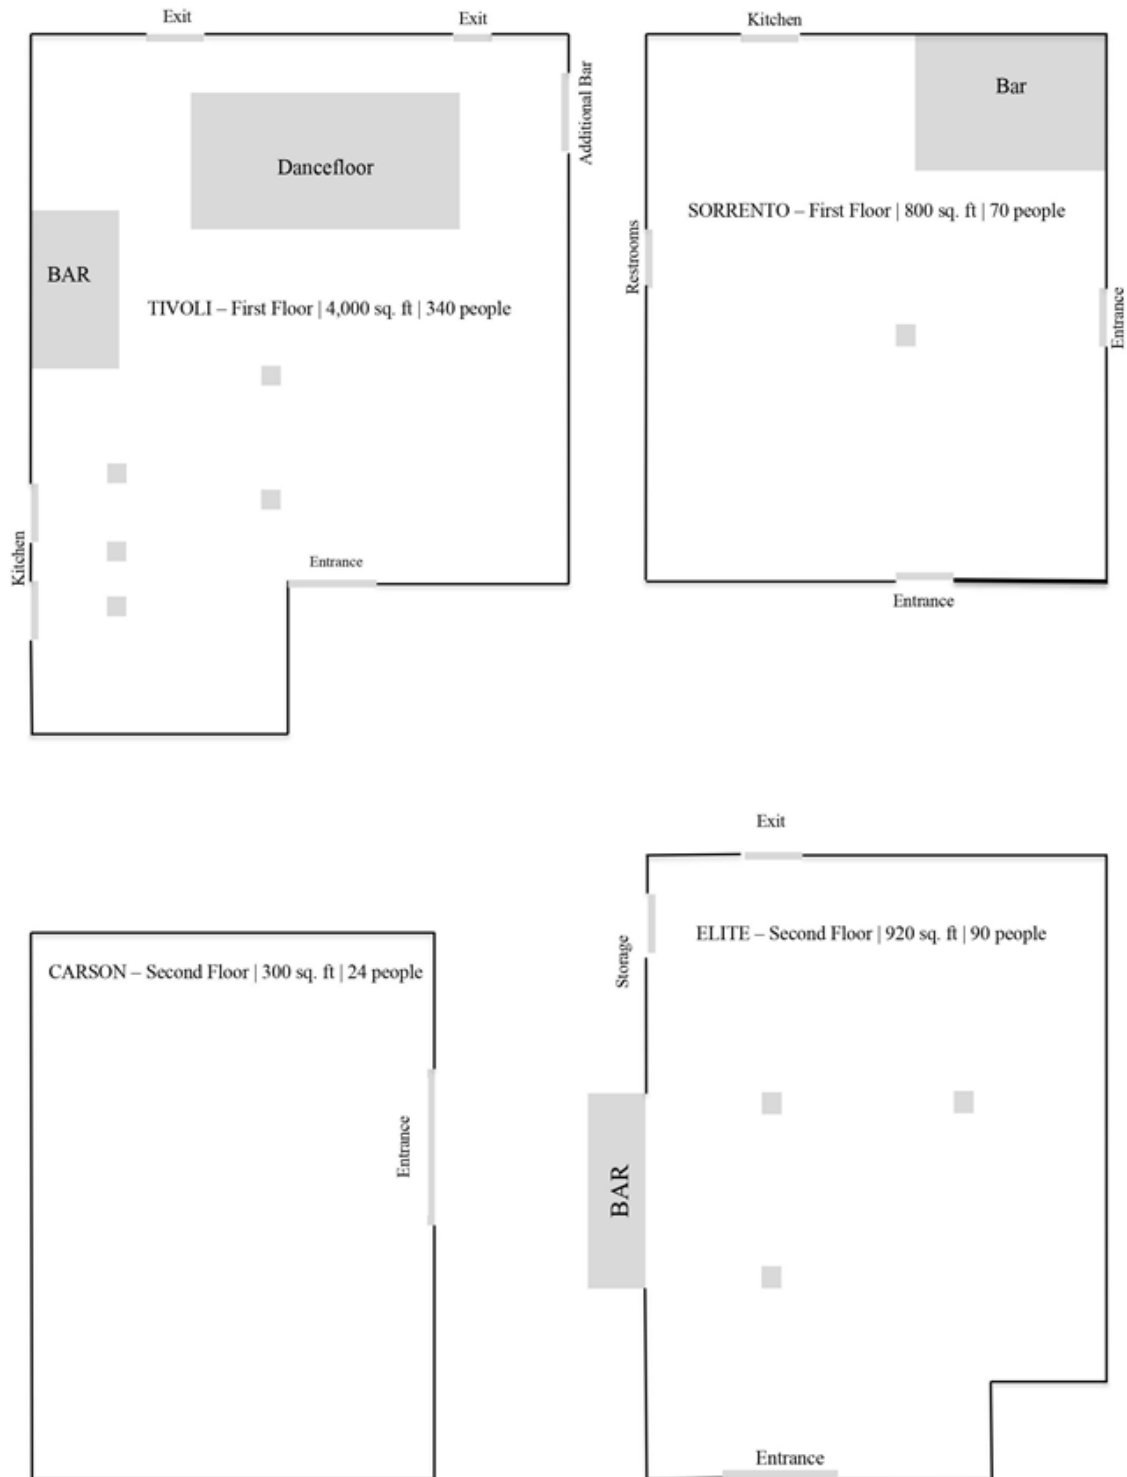 Exit
Exit
Additional Bar
Dancefloor
BAR
TIVOLI – First Floor | 4,000 sq. ft | 340 people
Kitchen
Entrance
Kitchen
Bar
SORRENTO – First Floor | 800 sq. ft | 70 people
Restrooms
Entrance
Entrance
CARSON – Second Floor | 300 sq. ft | 24 people
Entrance
Exit
ELITE – Second Floor | 920 sq. ft | 90 people
Storage
BAR
Entrance